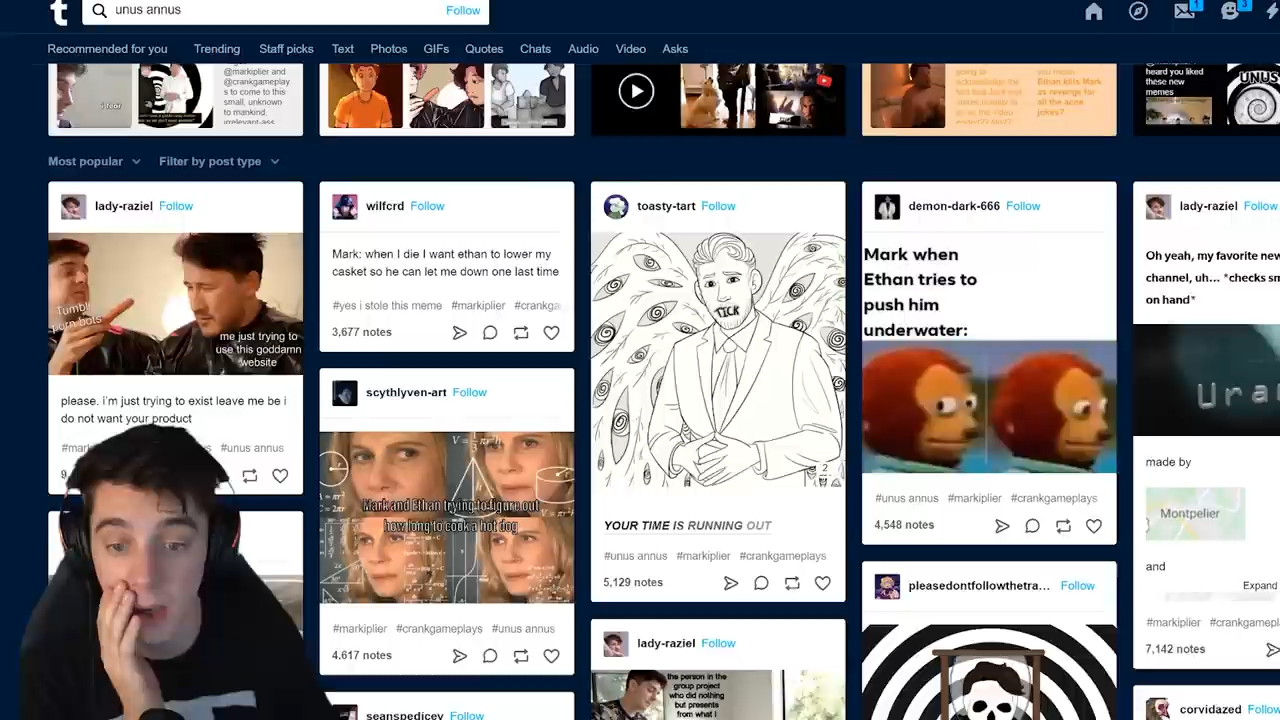 t
unus annus
Follow
1
3
Recommended for you
Trending
Staff picks
Text
Photos
GIFs
Quotes
Chats
Audio
Video
Asks
@markiplier and
@crankgameplay
s to come to this
small, unknown
to mankind,
going to
you mean
Ethan kills Mark
as revenge for
all the acne
jokes?
heard you liked
these new
memes
UNUS
Most popular
Filter by post type
lady-raziel Follow
Tumblr
porn bots
me just trying to
use this goddamn
website
please. i'm just trying to exist leave me be i
do not want your product
#unus annus
wilfcrd Follow
Mark: when I die I want ethan to lower my
casket so he can let me down one last time
#yes i stole this meme #markiplier #crankga
3,677 notes
scythlyven-art Follow
Mark and Ethan trying to figure out
how long to cook a hot dog
#markiplier #crankgameplays #unus annus
4,617 notes
seanspedicey Follow
toasty-tart Follow
TICK
YOUR TIME IS RUNNING OUT
#unus annus #markiplier #crankgameplays
5,129 notes
lady-raziel Follow
the person in the
group project
who did nothing
but presents
from what i
demon-dark-666 Follow
Mark when
Ethan tries to
push him
underwater:
#unus annus #markiplier #crankgameplays
4,548 notes
pleasedontfollowthetra... Follow
lady-raziel Follow
Oh yeah, my favorite new
channel, uh... *checks sm
on hand*
Ura
made by
Montpelier
and
Expand
#markiplier #crankgamepl
7,142 notes
corvidazed Follow